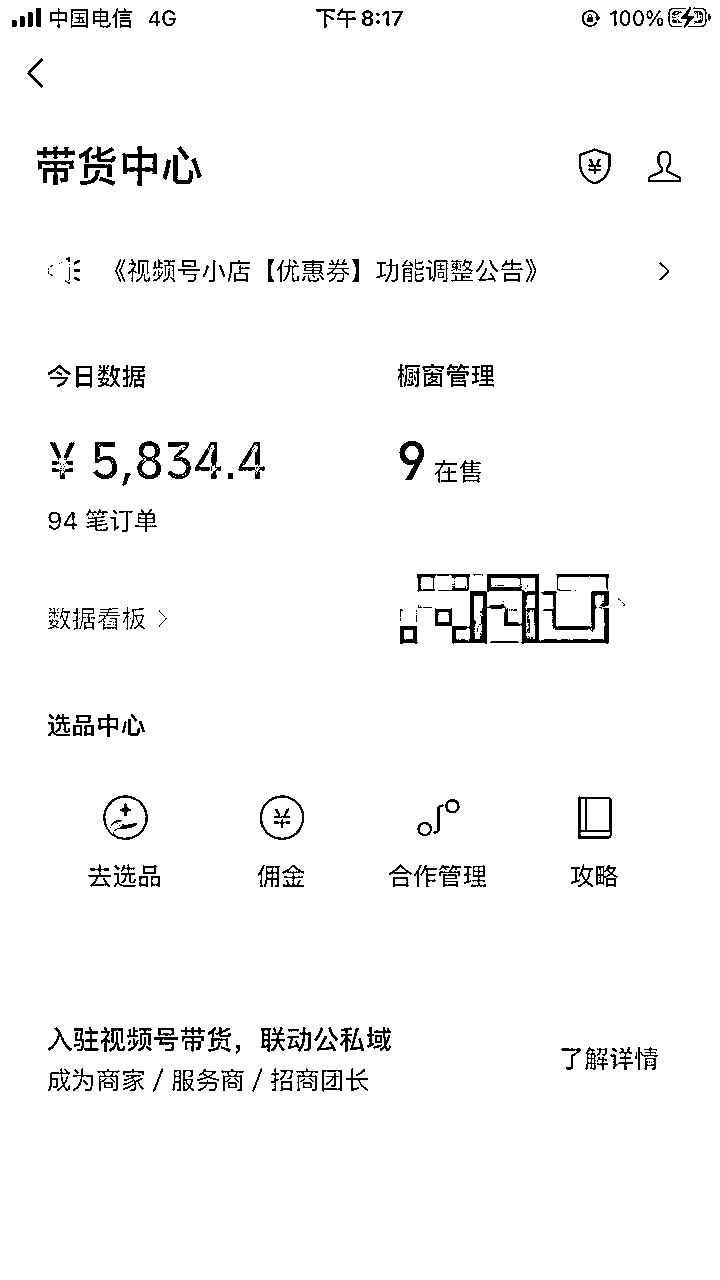 中国电信 4G 下午 8:17 100%
带货中心
《视频号小店【优惠券】功能调整公告》
今日数据 橱窗管理
¥ 5,834.4 9 在售
94 笔订单
数据看板
选品中心
去选品 佣金 合作管理 攻略
入驻视频号带货，联动公私域
成为商家 / 服务商 / 招商团长
了解详情